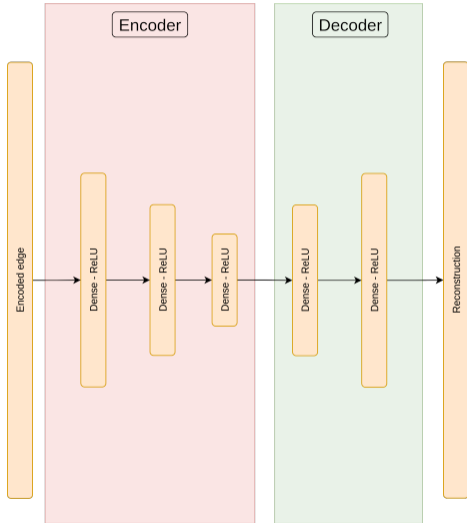 Encoder
Decoder
Encoded edge
Dense - ReLU
Dense - ReLU
Dense - ReLU
Dense - ReLU
Dense - ReLU
Reconstruction